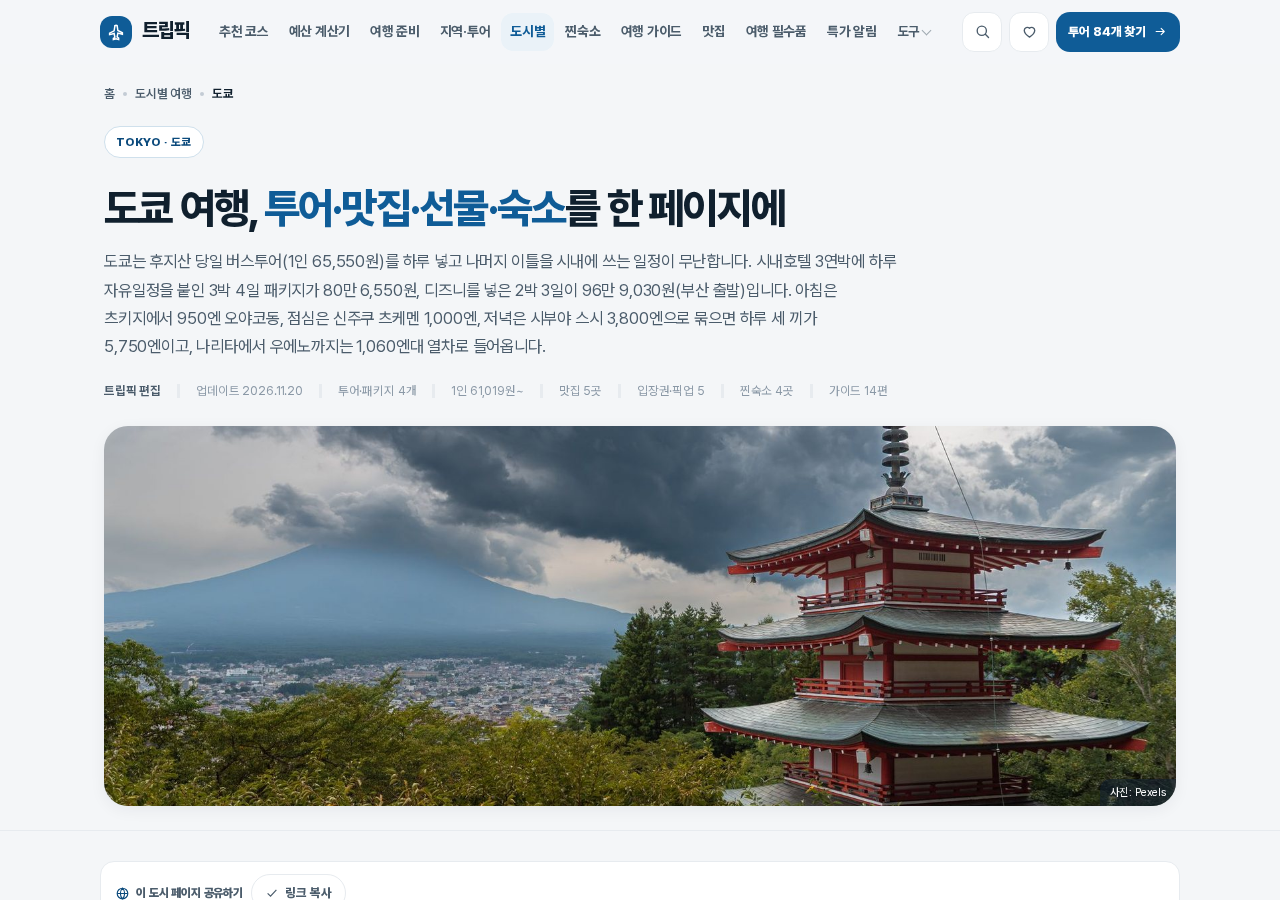 트립픽
추천 코스
예산 계산기
여행 준비
지역·투어
도시별
찐숙소
여행 가이드
맛집
여행 필수품
특가 알림
도구
투어 84개 찾기
홈 • 도시별 여행 • 도쿄
TOKYO · 도쿄
도쿄 여행, 투어·맛집·선물·숙소를 한 페이지에
도쿄는 후지산 당일 버스투어(1인 65,550원)를 하루 넣고 나머지 이틀을 시내에 쓰는 일정이 무난합니다. 시내호텔 3연박에 하루
자유일정을 붙인 3박 4일 패키지가 80만 6,550원, 디즈니를 넣은 2박 3일이 96만 9,030원(부산 출발)입니다. 아침은
츠키지에서 950엔 오야코동, 점심은 신주쿠 츠케멘 1,000엔, 저녁은 시부야 스시 3,800엔으로 묶으면 하루 세 끼가
5,750엔이고, 나리타에서 우에노까지는 1,060엔대 열차로 들어옵니다.
트립픽 편집
업데이트 2026.11.20
투어·패키지 4개
1인 61,019원~
맛집 5곳
입장권·픽업 5
찐숙소 4곳
가이드 14편
사진: Pexels
이 도시 페이지 공유하기
링크 복사